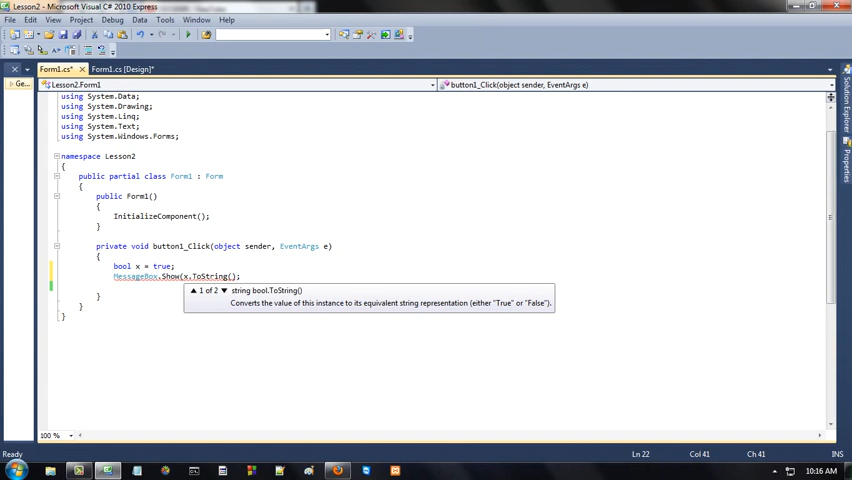 Lesson2 - Microsoft Visual C# 2010 Express
File Edit View Project Debug Data Tools Window Help
Form1.cs* Form1.cs [Design]*
Ge...
Lesson2.Form1 button1_Click(object sender, EventArgs e)
using System.Data;
using System.Drawing;
using System.Linq;
using System.Text;
using System.Windows.Forms;
namespace Lesson2
{
public partial class Form1 : Form
{
public Form1()
{
InitializeComponent();
}
private void button1_Click(object sender, EventArgs e)
{
bool x = true;
MessageBox.Show(x.ToString();
1 of 2 string bool.ToString()
Converts the value of this instance to its equivalent string representation (either "True" or "False").
}
}
}
Solution Explorer
Properties
100 %
Ready Ln 22 Col 41 Ch 41 INS
10:16 AM